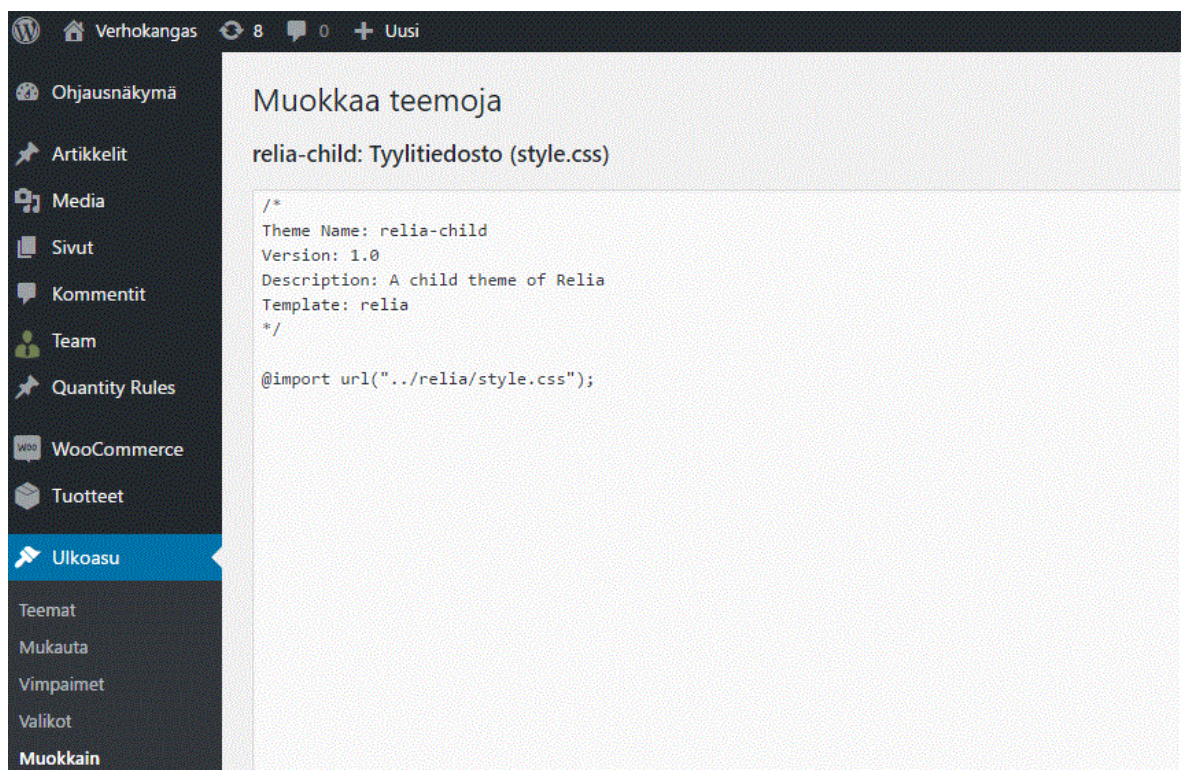 Verhokangas 8 0 + Uusi
Ohjausnäkymä
Artikkelit
Media
Sivut
Kommentit
Team
Quantity Rules
WOO WooCommerce
Tuotteet
Ulkoasu
Teemat
Mukauta
Vimpaimet
Valikot
Muokkain
Muokkaa teemoja
relia-child: Tyylitiedosto (style.css)
/*
Theme Name: relia-child
Version: 1.0
Description: A child theme of Relia
Template: relia
*/
@import url("../relia/style.css");